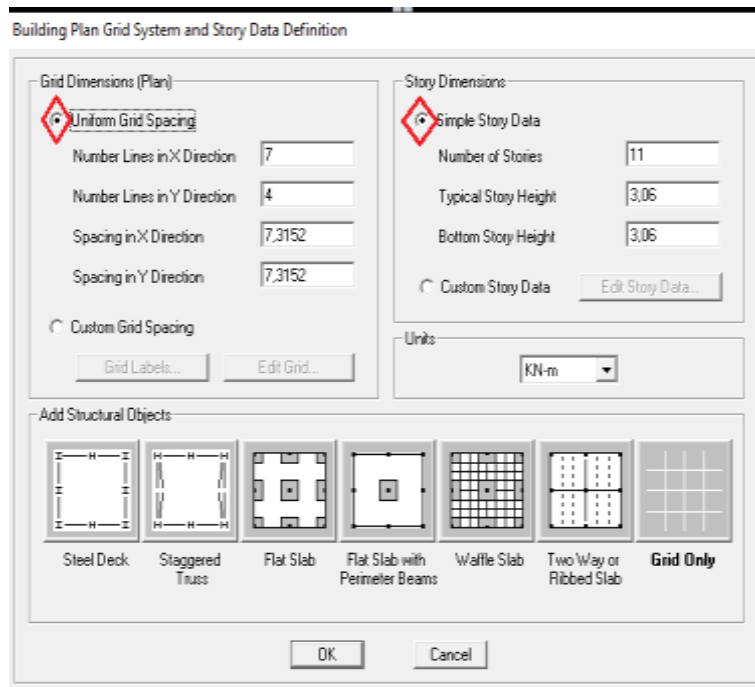 Building Plan Grid System and Story Data Definition
Grid Dimensions (Plan)
Uniform Grid Spacing
Number Lines in X Direction 7
Number Lines in Y Direction 4
Spacing in X Direction 7,3152
Spacing in Y Direction 7,3152
Custom Grid Spacing
Grid Labels... Edit Grid...
Story Dimensions
Simple Story Data
Number of Stories 11
Typical Story Height 3,06
Bottom Story Height 3,06
Custom Story Data Edit Story Data...
Units
KN-m
Add Structural Objects
Steel Deck
Staggered
Truss
Flat Slab
Flat Slab with
Perimeter Beams
Waffle Slab
Two Way or
Ribbed Slab
Grid Only
OK Cancel